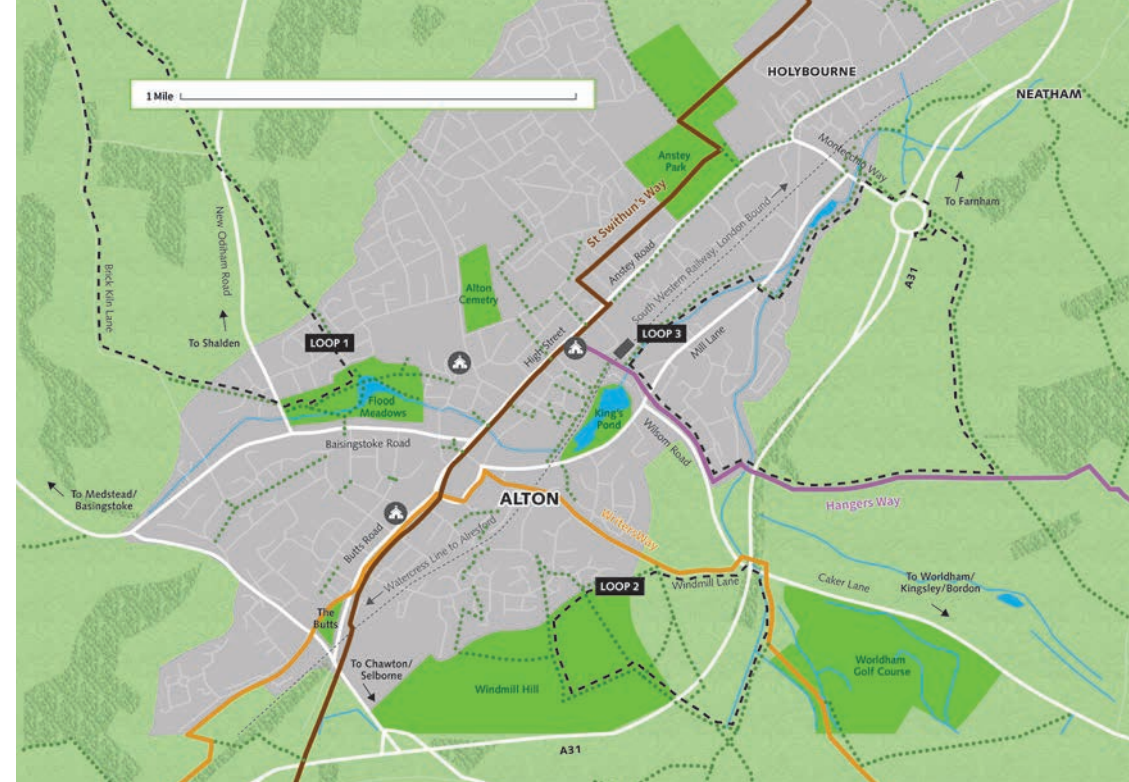 HOLYBOURNE
NEATHAM
1 Mile
Montecchio Way
Anstey
Park
St Swithun's Way
To Farnham
New Odiham Road
South Western Railway, London Bound
Anstey Road
A31
Brick Kiln Lane
Alton
Cemetry
To Shalden
LOOP 1
High Street
LOOP 3
Mill Lane
Flood
Meadows
King's
Pond
Baisingstoke Road
Wilsom Road
To Medstead/
Basingstoke
ALTON
Hangers Way
Butts Road
Writers Way
Watercress Line to Alresford
LOOP 2
Windmill Lane
Caker Lane
To Worldham/
Kingsley/Bordon
The
Butts
To Chawton/
Selborne
Windmill Hill
Worldham
Golf Course
A31